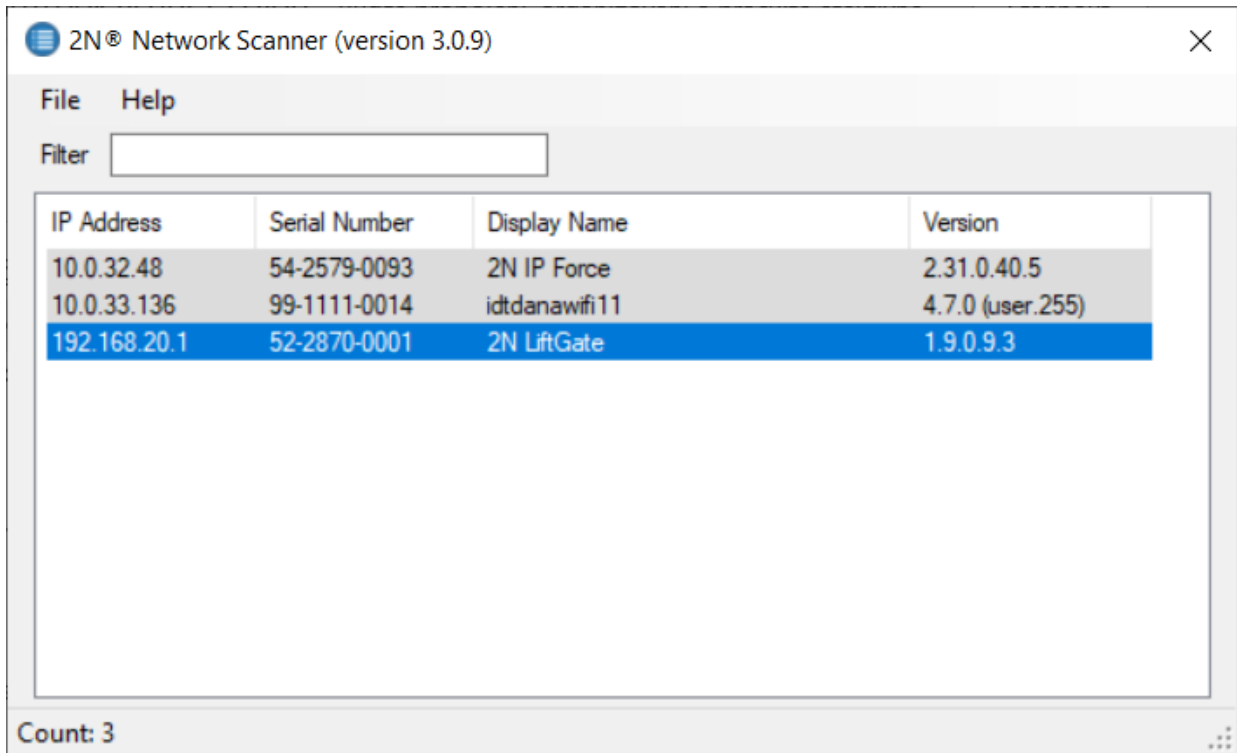 2N® Network Scanner (version 3.0.9)
File Help
Filter
IP Address Serial Number Display Name Version
10.0.32.48 54-2579-0093 2N IP Force 2.31.0.40.5
10.0.33.136 99-1111-0014 idtdanawifi11 4.7.0 (user.255)
192.168.20.1 52-2870-0001 2N LiftGate 1.9.0.9.3
Count: 3